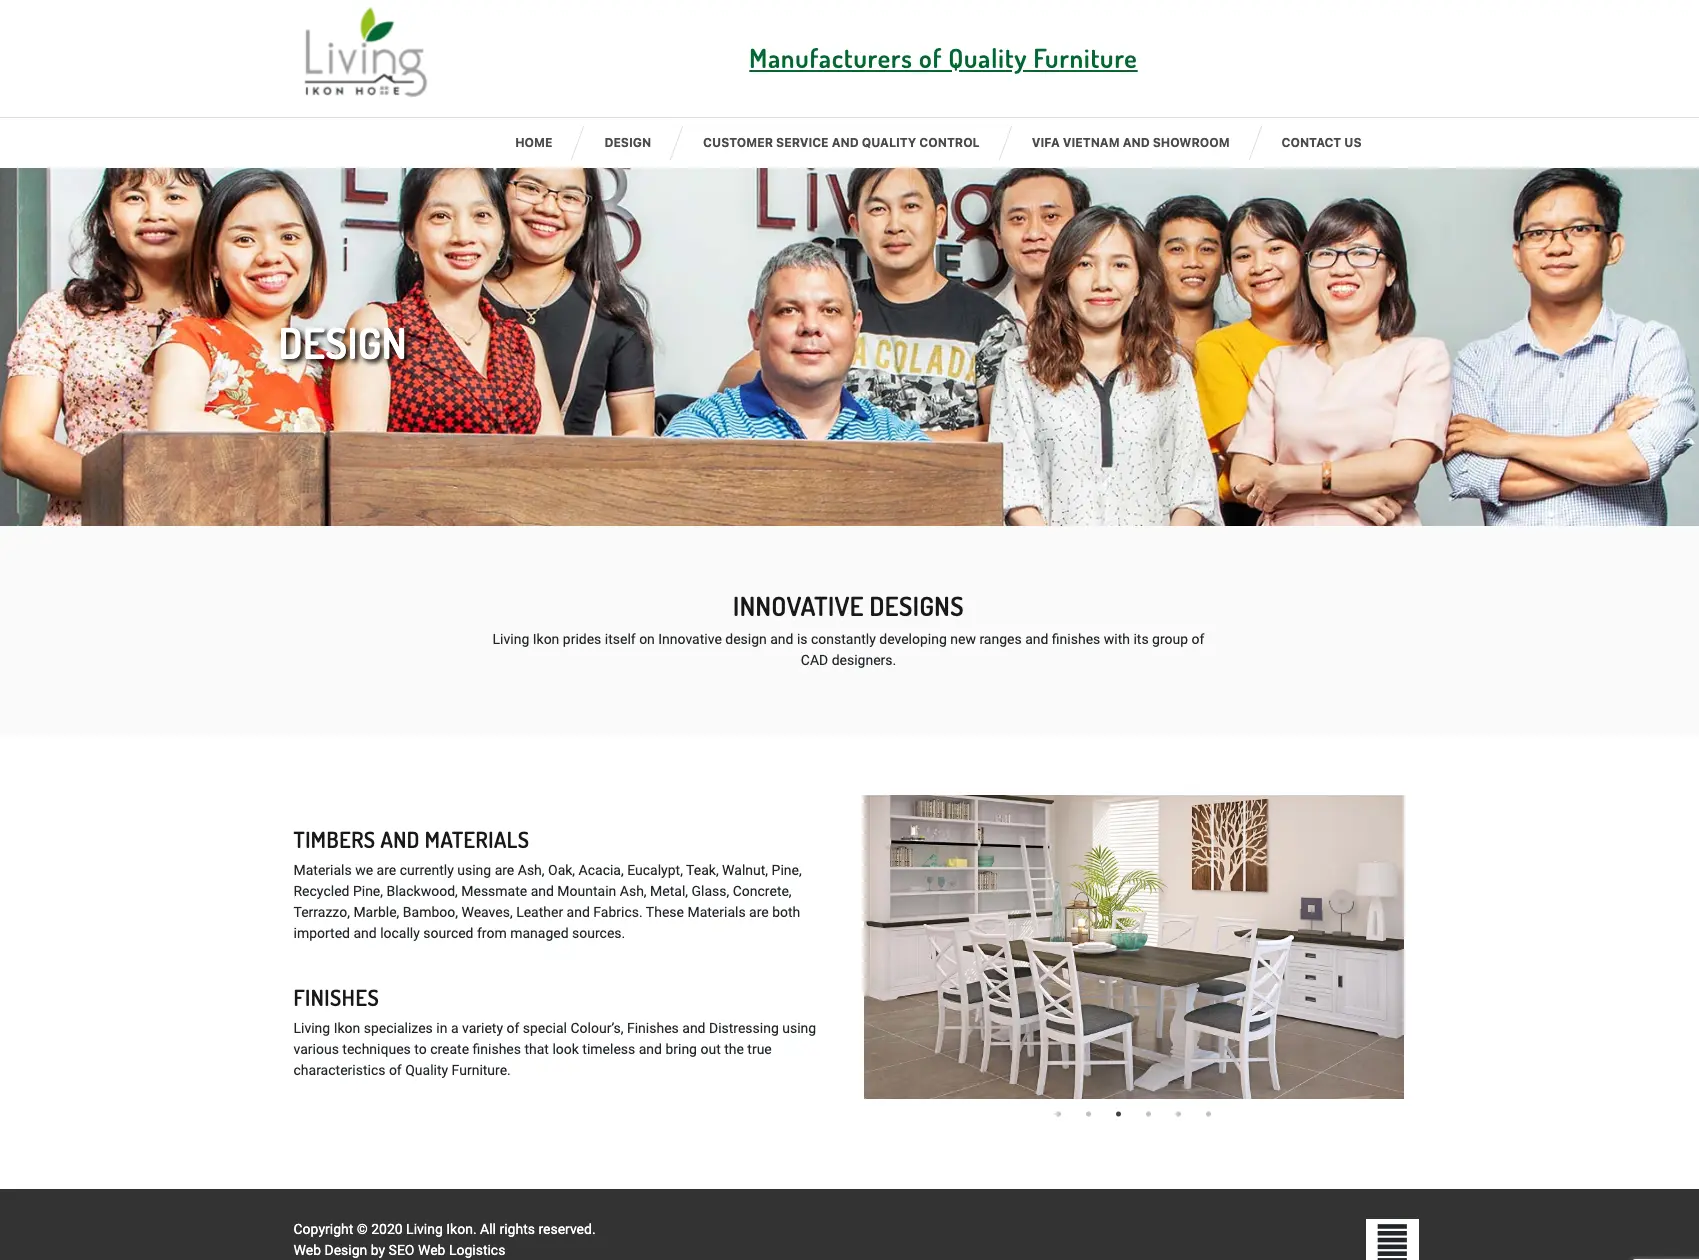 Living
IKON HOME
Manufacturers of Quality Furniture
HOME
DESIGN
CUSTOMER SERVICE AND QUALITY CONTROL
VIFA VIETNAM AND SHOWROOM
CONTACT US
Living
A COLADA
DESIGN
INNOVATIVE DESIGNS
Living Ikon prides itself on Innovative design and is constantly developing new ranges and finishes with its group of
CAD designers.
TIMBERS AND MATERIALS
Materials we are currently using are Ash, Oak, Acacia, Eucalypt, Teak, Walnut, Pine,
Recycled Pine, Blackwood, Messmate and Mountain Ash, Metal, Glass, Concrete,
Terrazzo, Marble, Bamboo, Weaves, Leather and Fabrics. These Materials are both
imported and locally sourced from managed sources.
FINISHES
Living Ikon specializes in a variety of special Colour’s, Finishes and Distressing using
various techniques to create finishes that look timeless and bring out the true
characteristics of Quality Furniture.
Copyright © 2020 Living Ikon. All rights reserved.
Web Design by SEO Web Logistics